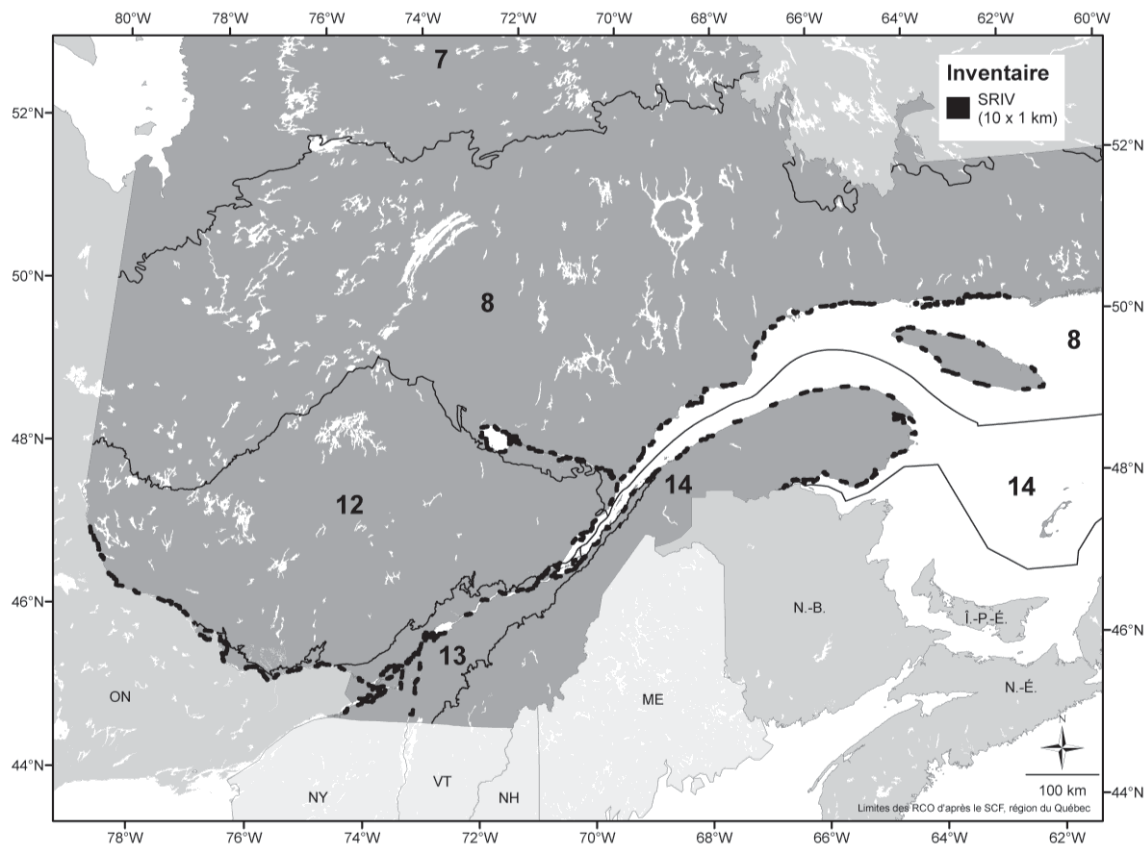 80°W 78°W 76°W 74°W 72°W 70°W 68°W 66°W 64°W 62°W 60°W
7
Inventaire
SRIV
(10 x 1 km)
52°N
52°N
50°N
50°N
8
8
48°N
48°N
12
14
14
46°N
46°N
N.-B.
Î.-P.-É.
13
N.-É.
ON
ME
N
44°N
44°N
VT
NY
NH
100 km
Limites des RCO d'après le SCF, région du Québec
78°W 76°W 74°W 72°W 70°W 68°W 66°W 64°W 62°W